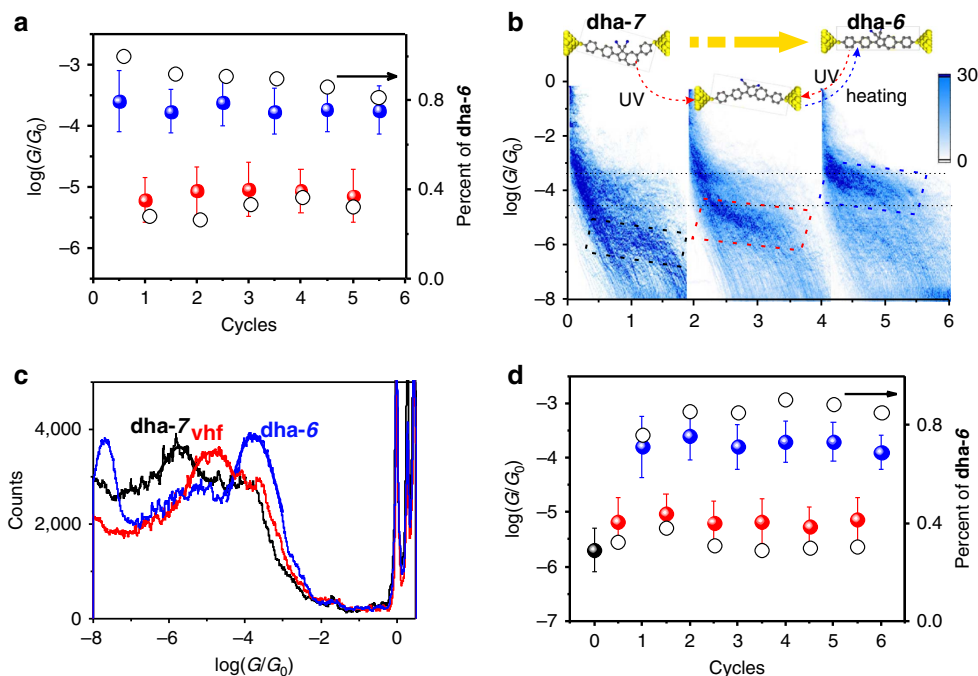 a
log(G/G0)
–3
–4
–5
–6
0.8
0.4
0.0
Percent of dha-6
0 1 2 3 4 5 6
Cycles
b
dha-7
dha-6
UV
UV
heating
30
0
log(G/G0)
0
–2
–4
–6
–8
0 1 2 3 4 5 6
c
dha-7
vhf
dha-6
Counts
4,000
2,000
0
–8 –6 –4 –2 0
log(G/G0)
d
log(G/G0)
–3
–4
–5
–6
–7
0.8
0.4
0.0
Percent of dha-6
0 1 2 3 4 5 6
Cycles